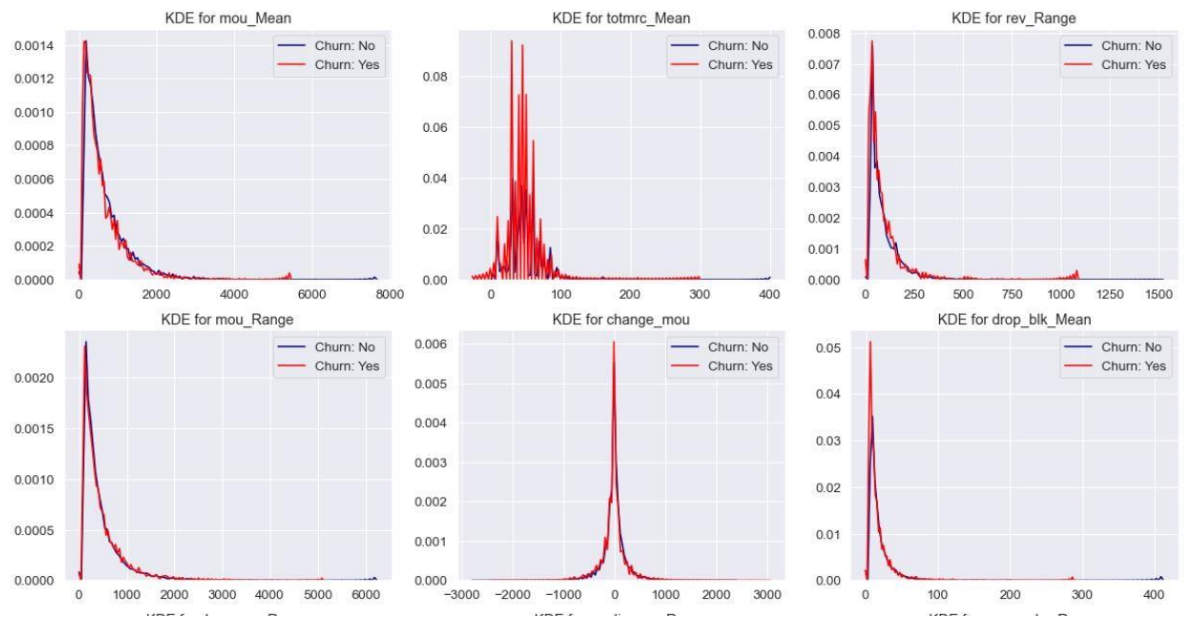 KDE for mou_Mean
0.0014
0.0012
0.0010
0.0008
0.0006
0.0004
0.0002
0.0000
0 2000 4000 6000 8000
Churn: No
Churn: Yes
KDE for totmrc_Mean
0.08
0.06
0.04
0.02
0.00
0 100 200 300 400
Churn: No
Churn: Yes
KDE for rev_Range
0.008
0.007
0.006
0.005
0.004
0.003
0.002
0.001
0.000
0 250 500 750 1000 1250 1500
Churn: No
Churn: Yes
KDE for mou_Range
0.0020
0.0015
0.0010
0.0005
0.0000
0 1000 2000 3000 4000 5000 6000
Churn: No
Churn: Yes
KDE for change_mou
0.006
0.005
0.004
0.003
0.002
0.001
0.000
−3000 −2000 −1000 0 1000 2000 3000
Churn: No
Churn: Yes
KDE for drop_blk_Mean
0.05
0.04
0.03
0.02
0.01
0.00
0 100 200 300 400
Churn: No
Churn: Yes